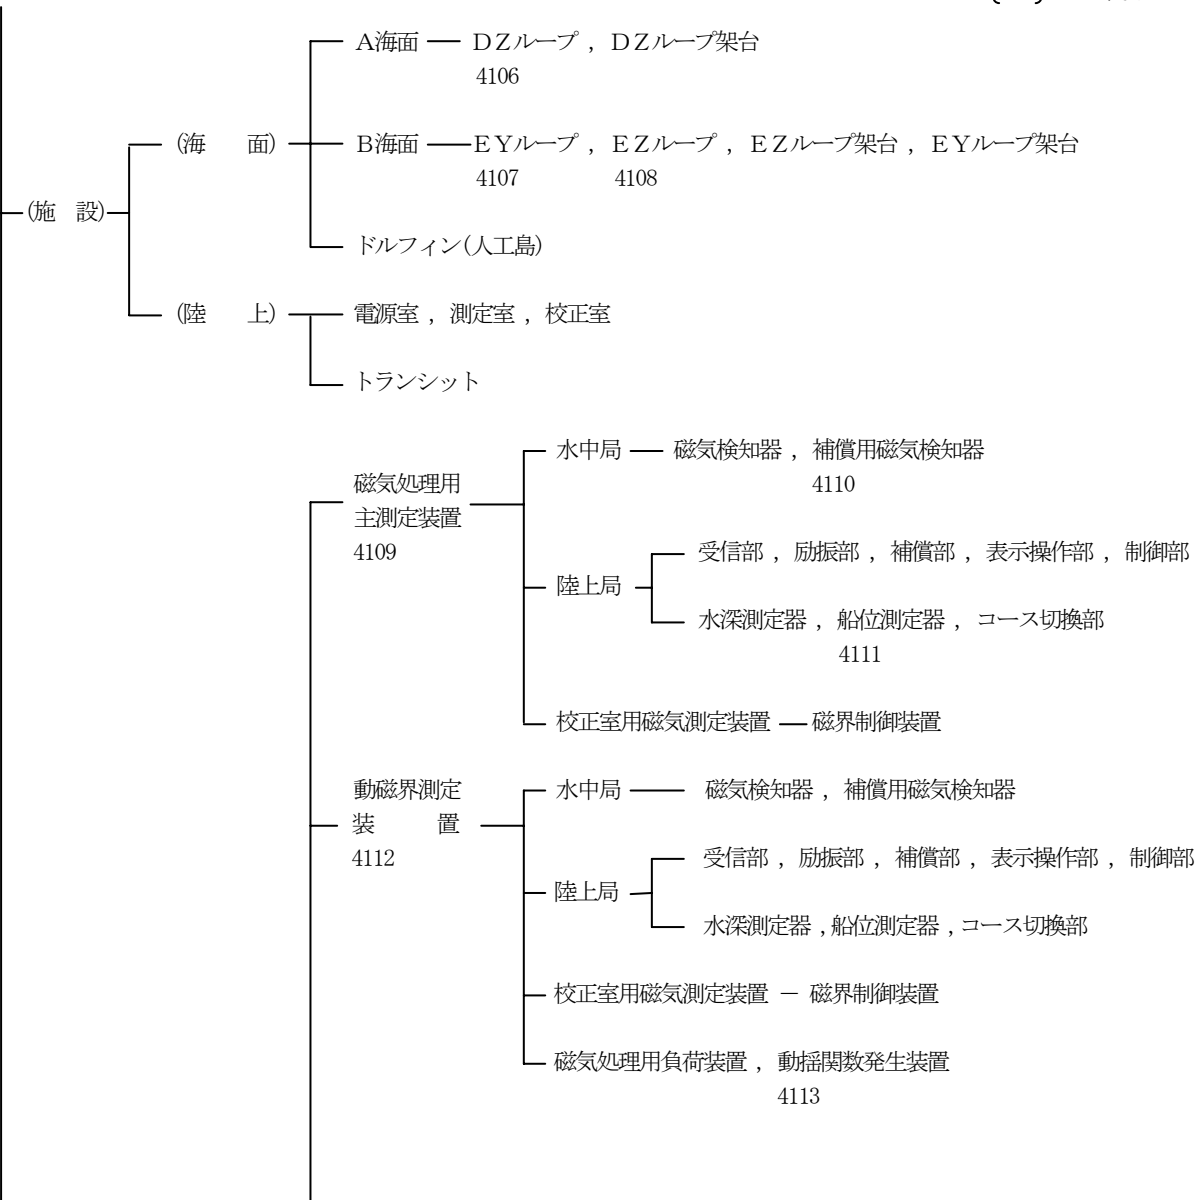 A海面 DZループ , DZループ架台
4106
(海 面) B海面 EYループ , EZループ , EZループ架台 , EYループ架台
4107 4108
(施 設)
ドルフィン(人工島)
(陸 上) 電源室 , 測定室 , 校正室
トランシット
水中局 磁気検知器 , 補償用磁気検知器
4110
磁気処理用
主測定装置
4109
受信部 , 励振部 , 補償部 , 表示操作部 , 制御部
陸上局
水深測定器 , 船位測定器 , コース切換部
4111
校正室用磁気測定装置 磁界制御装置
動磁界測定
装 置
4112
水中局 磁気検知器 , 補償用磁気検知器
受信部 , 励振部 , 補償部 , 表示操作部 , 制御部
陸上局
水深測定器 , 船位測定器 , コース切換部
校正室用磁気測定装置 － 磁界制御装置
磁気処理用負荷装置 , 動揺関数発生装置
4113